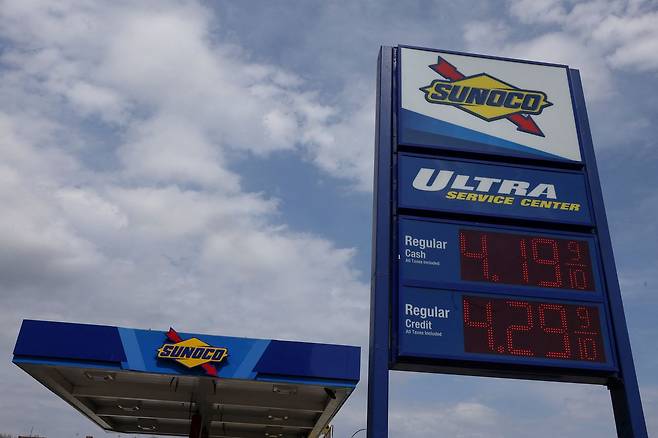 SUNOCO
ULTRA
SERVICE CENTER
Regular
Cash
All Taxes Included
4.19 9/10
Regular
Credit
All Taxes Included
4.29 9/10
SUNOCO